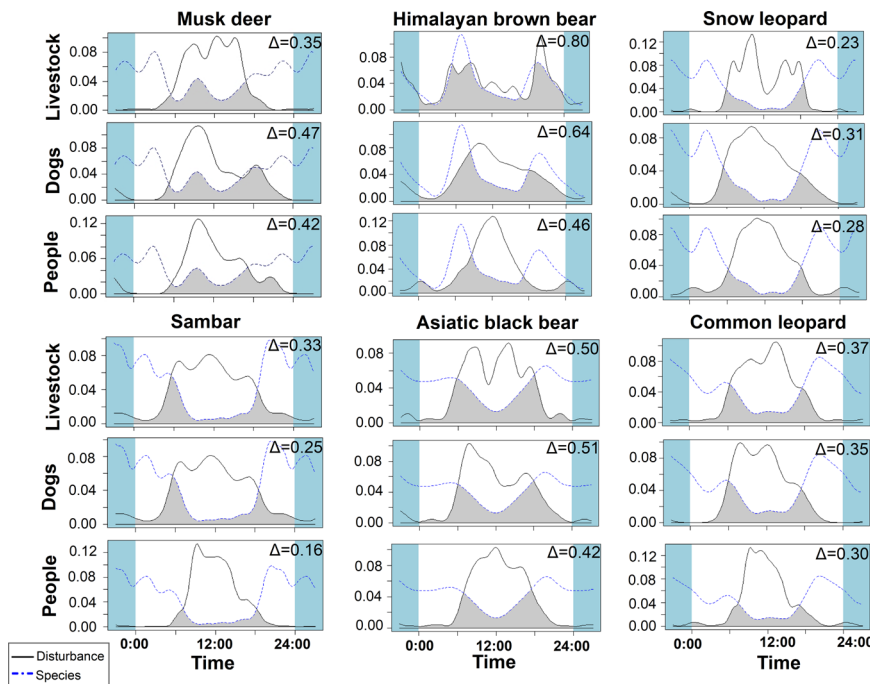 Musk deer Himalayan brown bear Snow leopard
Livestock
0.08
0.04
0.00
Δ=0.35
0.08
0.04
0.00
Δ=0.80
0.12
0.08
0.04
0.00
Δ=0.23
Dogs
0.08
0.04
0.00
Δ=0.47
0.12
0.08
0.04
0.00
Δ=0.64
0.08
0.04
0.00
Δ=0.31
People
0.12
0.08
0.04
0.00
Δ=0.42
0.12
0.08
0.04
0.00
Δ=0.46
0.08
0.04
0.00
Δ=0.28
Sambar Asiatic black bear Common leopard
Livestock
0.08
0.04
0.00
Δ=0.33
0.08
0.04
0.00
Δ=0.50
0.08
0.04
0.00
Δ=0.37
Dogs
0.08
0.04
0.00
Δ=0.25
0.08
0.04
0.00
Δ=0.51
0.08
0.04
0.00
Δ=0.35
People
0.12
0.08
0.04
0.00
Δ=0.16
0.08
0.04
0.00
Δ=0.42
0.12
0.08
0.04
0.00
Δ=0.30
0:00 12:00 24:00
Time
0:00 12:00 24:00
Time
0:00 12:00 24:00
Time
Disturbance
Species